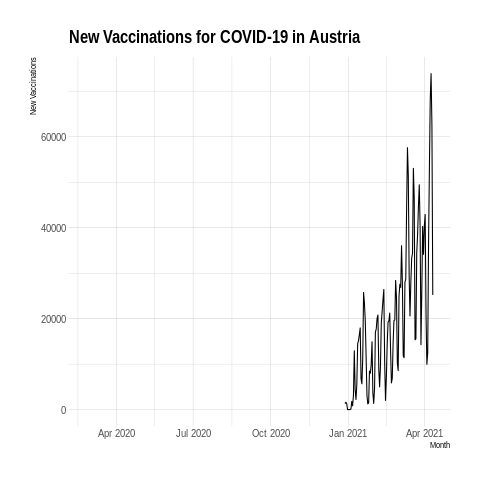 New Vaccinations for COVID-19 in Austria
New Vaccinations
60000
40000
20000
0
Apr 2020 Jul 2020 Oct 2020 Jan 2021 Apr 2021
Month